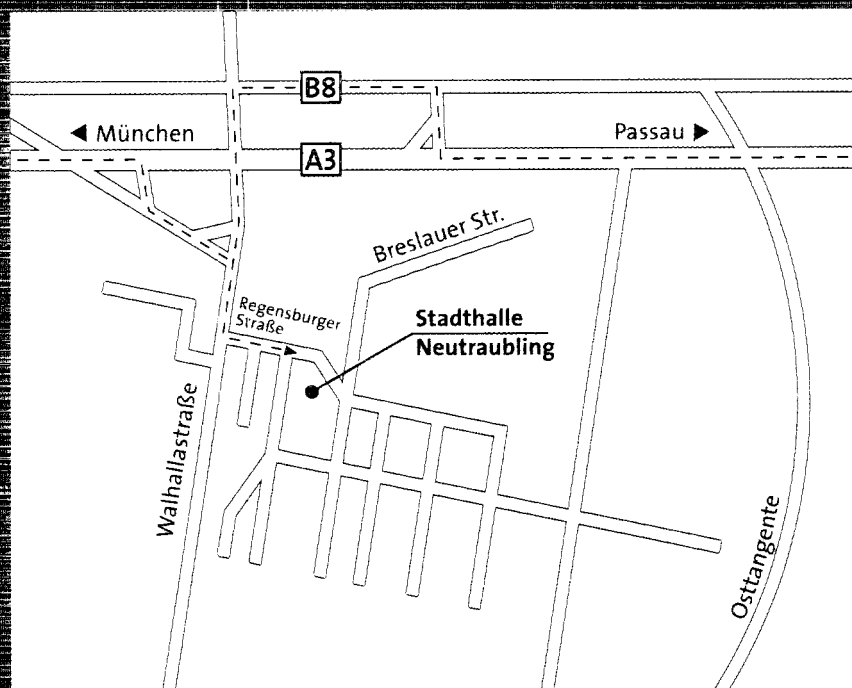 B8
◄ München
Passau ►
A3
Breslauer Str.
Regensburger
Straße
Stadthalle
Neutraubling
Walhallastraße
Osttangente